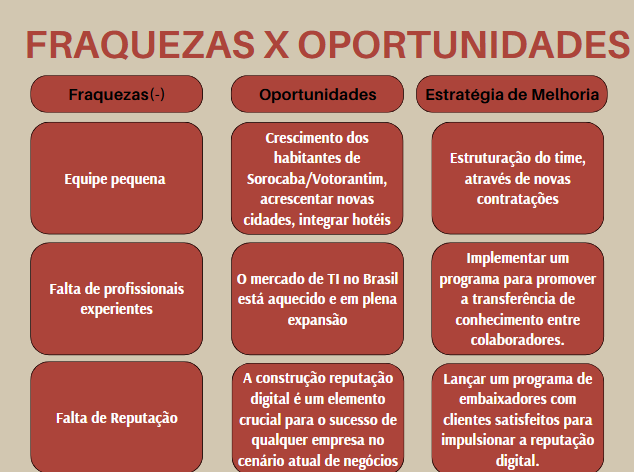 FRAQUEZAS X OPORTUNIDADES
Fraquezas(-)
Oportunidades
Estratégia de Melhoria
Equipe pequena
Crescimento dos
habitantes de
Sorocaba/Votorantim,
acrescentar novas
cidades, integrar hotéis
Estruturação do time,
através de novas
contratações
Falta de profissionais
experientes
O mercado de TI no Brasil
está aquecido e em plena
expansão
Implementar um
programa para promover
a transferência de
conhecimento entre
colaboradores.
Falta de Reputação
A construção reputação
digital é um elemento
crucial para o sucesso de
qualquer empresa no
cenário atual de negócios
Lançar um programa de
embaixadores com
clientes satisfeitos para
impulsionar a reputação
digital.